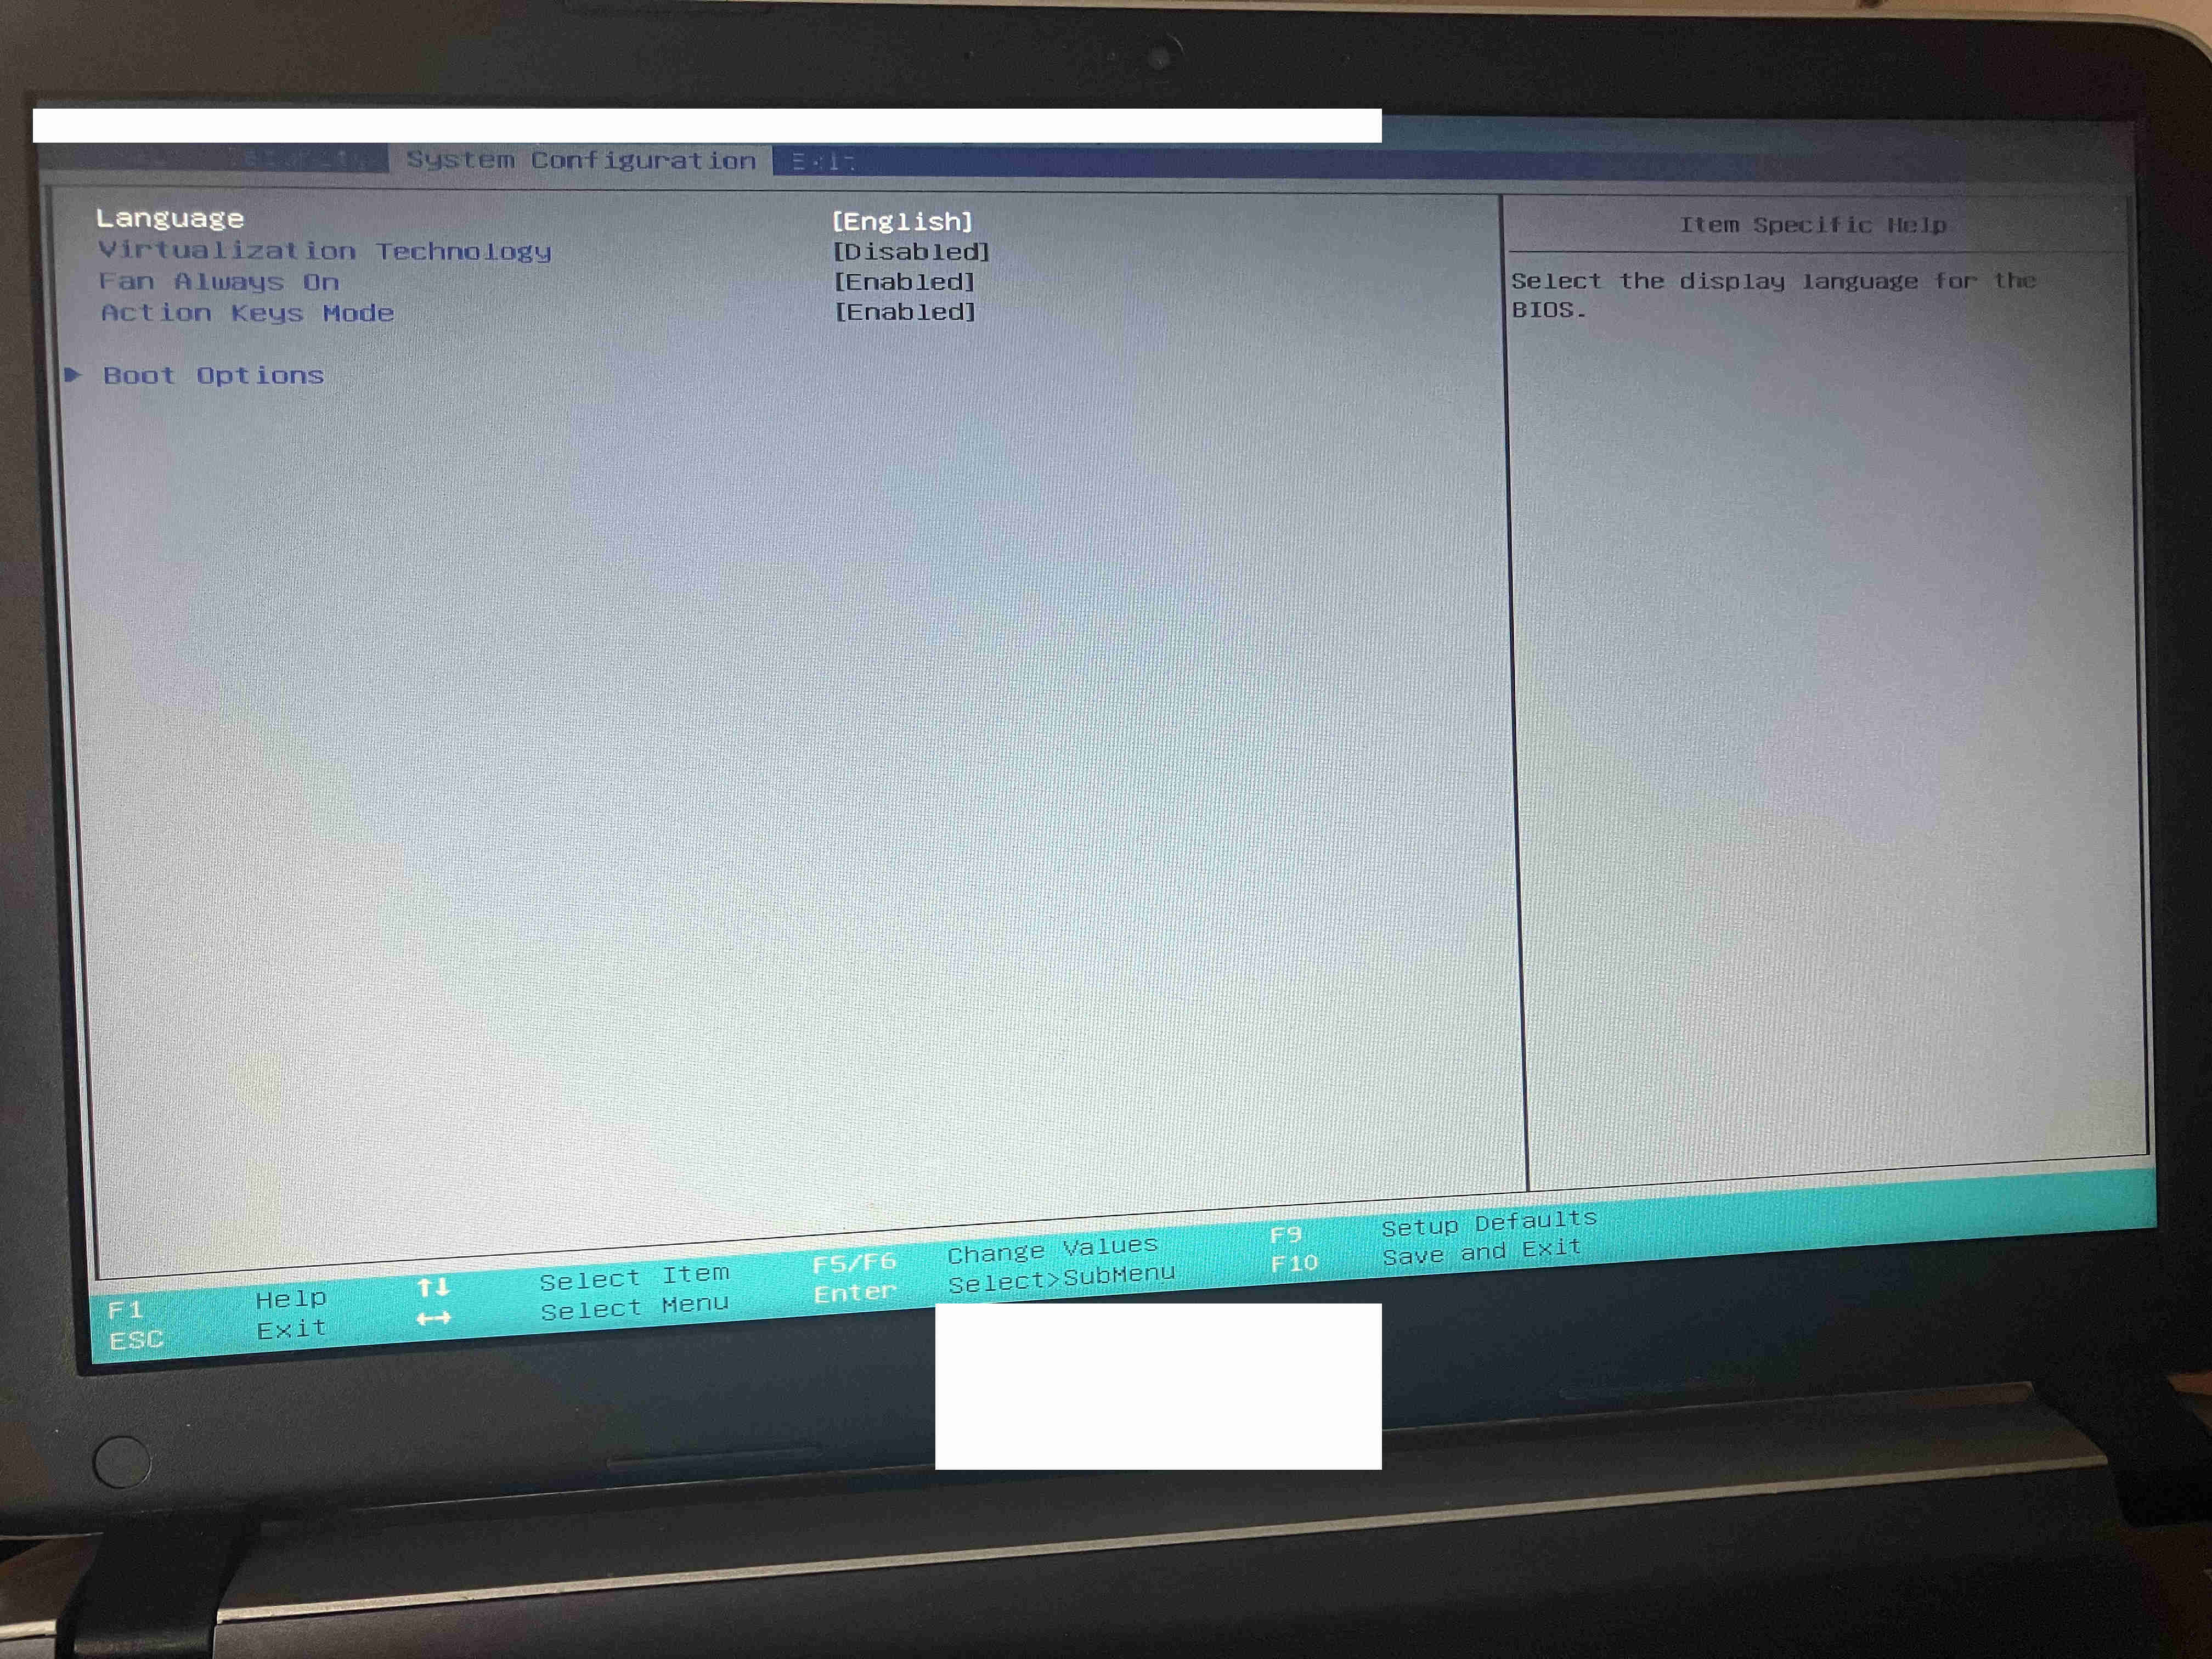 System Configuration
Exit
Language [English]
Virtualization Technology [Disabled]
Fan Always On [Enabled]
Action Keys Mode [Enabled]
Boot Options
Item Specific Help
Select the display language for the
BIOS.
F1 Help ↑↓ Select Item F5/F6 Change Values F9 Setup Defaults
ESC Exit ←→ Select Menu Enter Select>SubMenu F10 Save and Exit